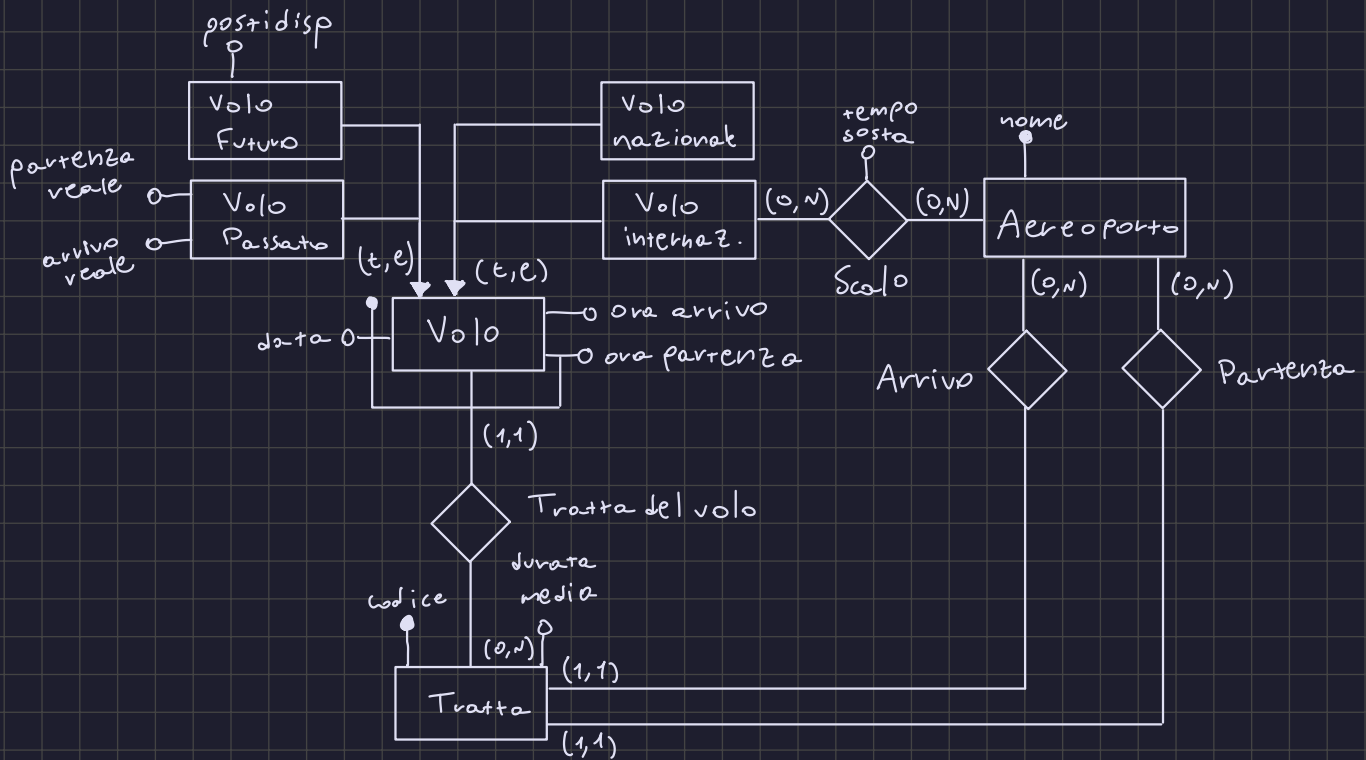 postidisp
Volo
Futuro
Volo
nazionale
tempo
sosta
nome
partenza
reale
Volo
Passato
Volo
internaz.
(0,N)
(0,N)
Aereoporto
arrivo
reale
(t,e)
(t,e)
Scalo
(0,N)
(0,N)
data
Volo
ora arrivo
ora partenza
Arrivo
Partenza
(1,1)
Tratta del volo
durata
media
codice
(0,N)
(1,1)
Tratta
(1,1)